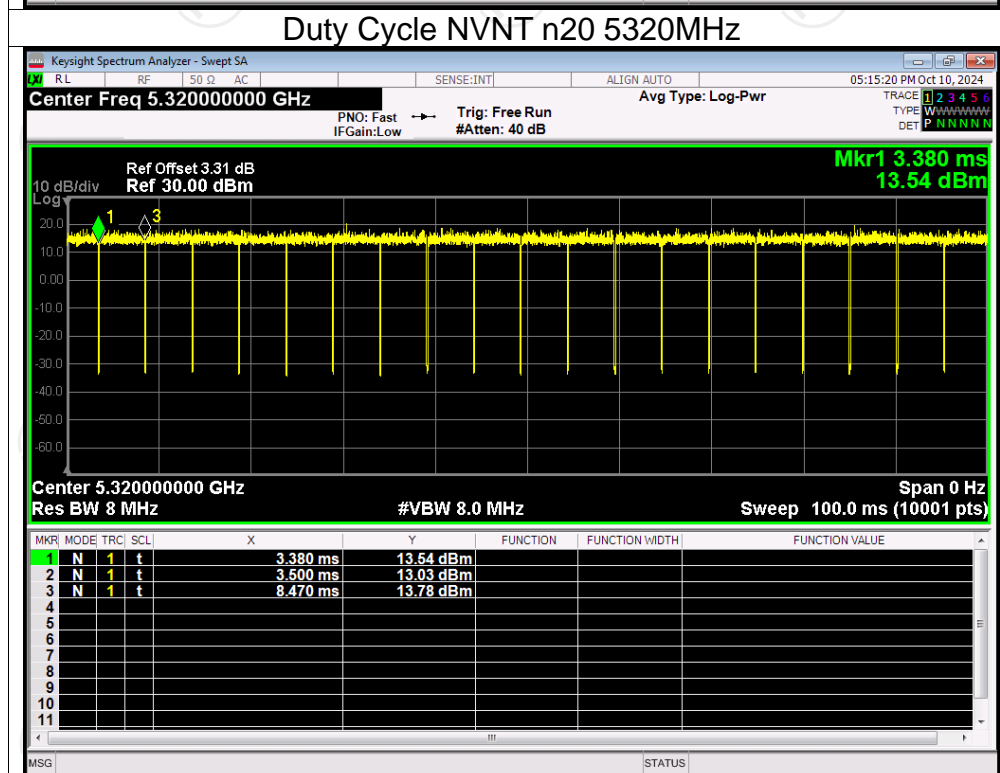 Duty Cycle NVNT n20 5320MHz
Keysight Spectrum Analyzer - Swept SA
LXI RL RF 50 Ω AC SENSE:INT ALIGN AUTO 05:15:20 PM Oct 10, 2024
Center Freq 5.320000000 GHz
PNO: Fast
IFGain:Low
Trig: Free Run
#Atten: 40 dB
Avg Type: Log-Pwr
TRACE 1 2 3 4 5 6
TYPE WWWWWW
DET P N N N N N
Mkr1 3.380 ms
13.54 dBm
10 dB/div
Log
Ref Offset 3.31 dB
Ref 30.00 dBm
1
3
20.0
10.0
0.00
-10.0
-20.0
-30.0
-40.0
-50.0
-60.0
Center 5.320000000 GHz Span 0 Hz
Res BW 8 MHz #VBW 8.0 MHz Sweep 100.0 ms (10001 pts)
MKR MODE TRC SCL X Y FUNCTION FUNCTION WIDTH FUNCTION VALUE
1 N 1 t 3.380 ms 13.54 dBm
2 N 1 t 3.500 ms 13.03 dBm
3 N 1 t 8.470 ms 13.78 dBm
4
5
6
7
8
9
10
11
MSG STATUS